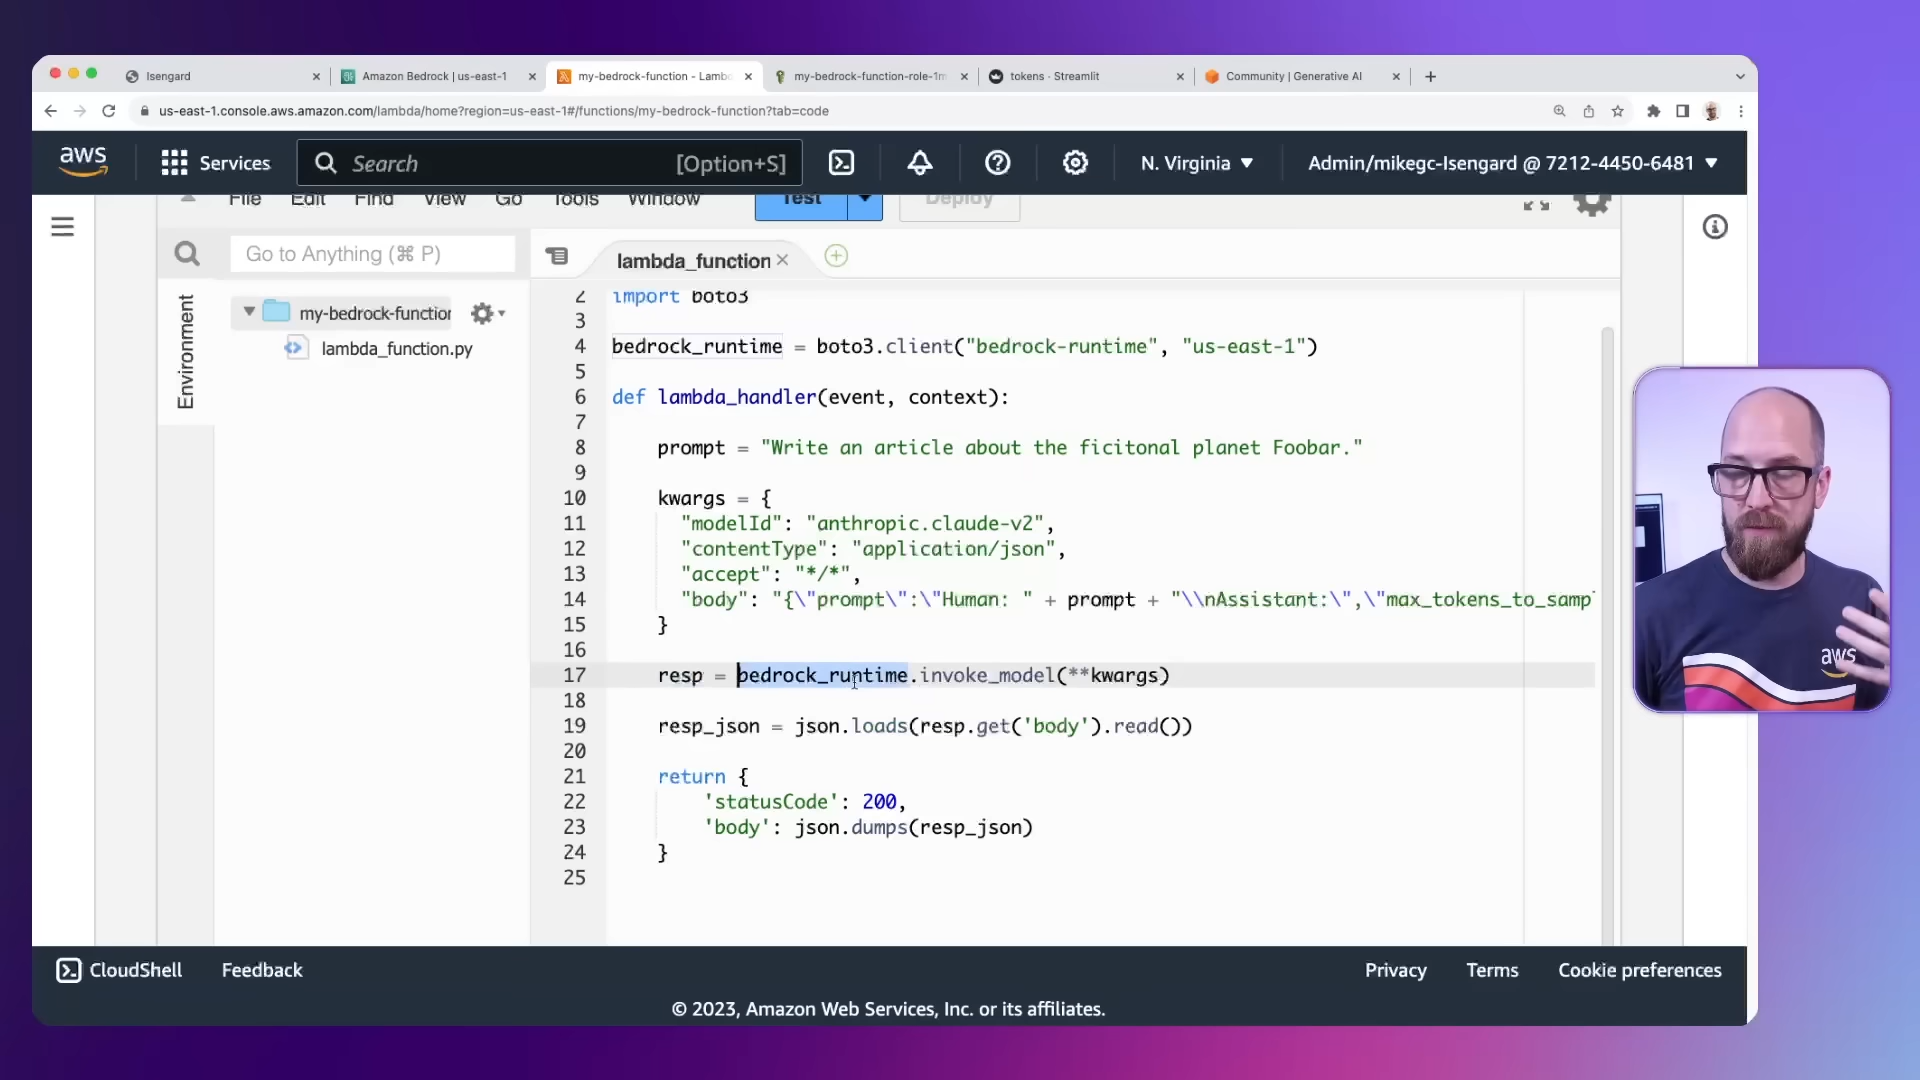 Isengard
Amazon Bedrock | us-east-1
my-bedrock-function - Lamb
my-bedrock-function-role-1m
tokens · Streamlit
Community | Generative AI
us-east-1.console.aws.amazon.com/lambda/home?region=us-east-1#/functions/my-bedrock-function?tab=code
aws
Services
Search
[Option+S]
N. Virginia
Admin/mikegc-Isengard @ 7212-4450-6481
File Edit Find View Go Tools Window
Test
Deploy
Go to Anything (⌘ P)
lambda_function
Environment
my-bedrock-function
lambda_function.py
2 import boto3
3
4 bedrock_runtime = boto3.client("bedrock-runtime", "us-east-1")
5
6 def lambda_handler(event, context):
7
8 prompt = "Write an article about the ficitonal planet Foobar."
9
10 kwargs = {
11 "modelId": "anthropic.claude-v2",
12 "contentType": "application/json",
13 "accept": "*/*",
14 "body": "{\"prompt\":\"Human: " + prompt + "\\nAssistant:\",\"max_tokens_to_samp
15 }
16
17 resp = bedrock_runtime.invoke_model(**kwargs)
18
19 resp_json = json.loads(resp.get('body').read())
20
21 return {
22 'statusCode': 200,
23 'body': json.dumps(resp_json)
24 }
25
aws
CloudShell
Feedback
Privacy
Terms
Cookie preferences
© 2023, Amazon Web Services, Inc. or its affiliates.